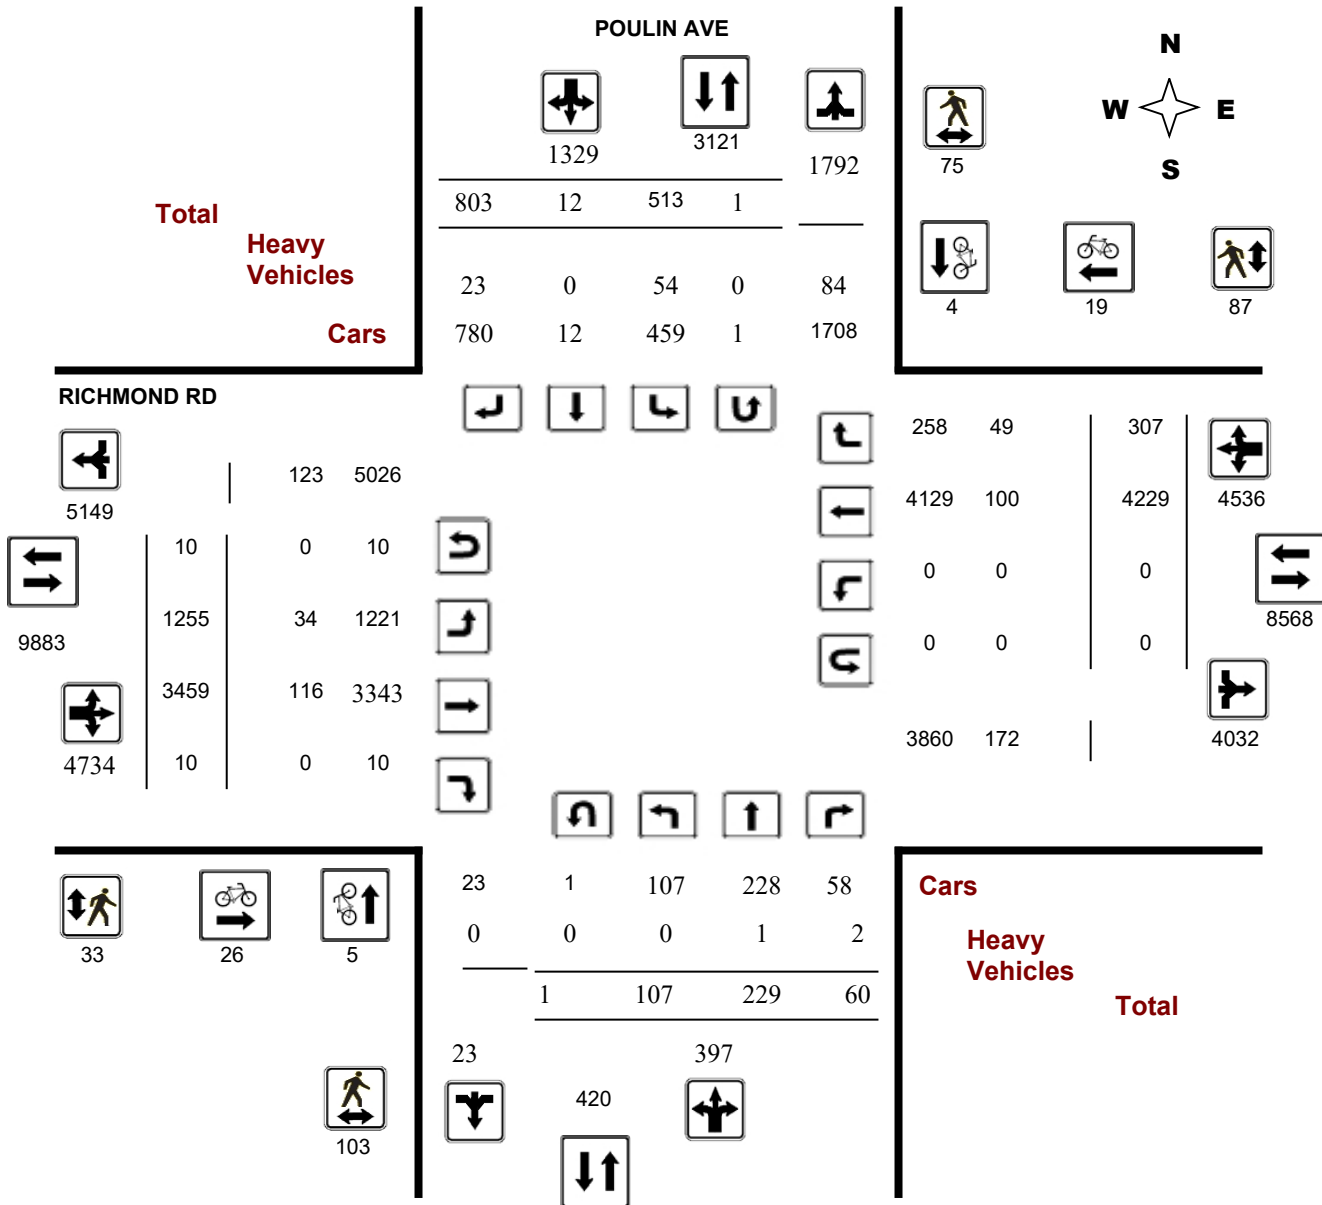 POULIN AVE
N
W E
S
1329
3121
1792
75
803 12 513 1
Total
Heavy
Vehicles
23 0 54 0 84
4 19 87
Cars
780 12 459 1 1708
RICHMOND RD
258 49 307
123 5026
5149
4129 100 4229 4536
10 0 10
0 0 0
1255 34 1221
8568
9883
0 0 0
3459 116 3343
3860 172 4032
4734 10 0 10
23 1 107 228 58
Cars
0 0 0 1 2
Heavy
Vehicles
33 26 5
1 107 229 60
Total
23 397
420
103